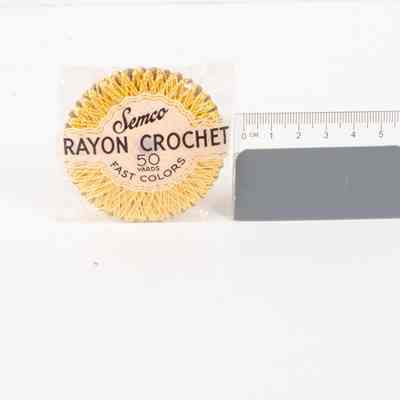 Semco
RAYON CROCHET
50
YARDS
FAST COLORS
0 CM 1 2 3 4 5